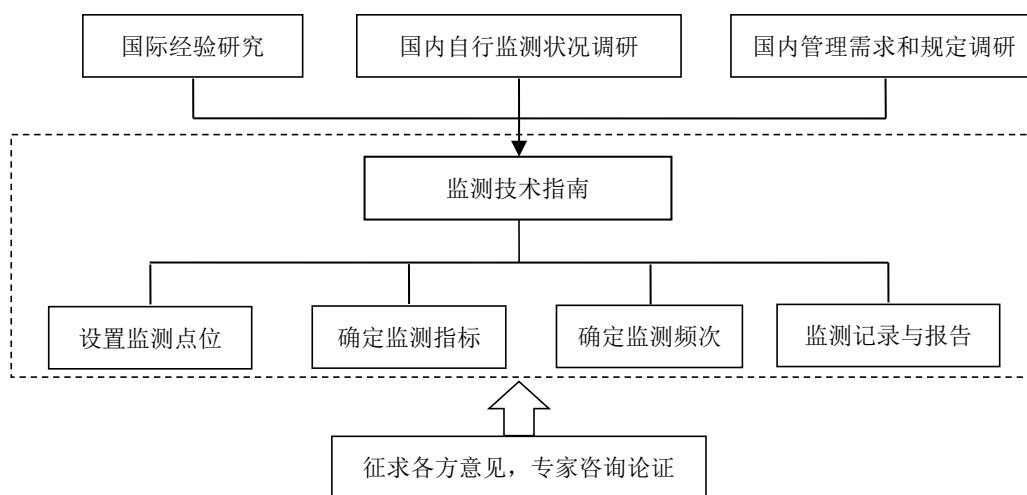 国际经验研究
国内自行监测状况调研
国内管理需求和规定调研
监测技术指南
设置监测点位
确定监测指标
确定监测频次
监测记录与报告
征求各方意见，专家咨询论证